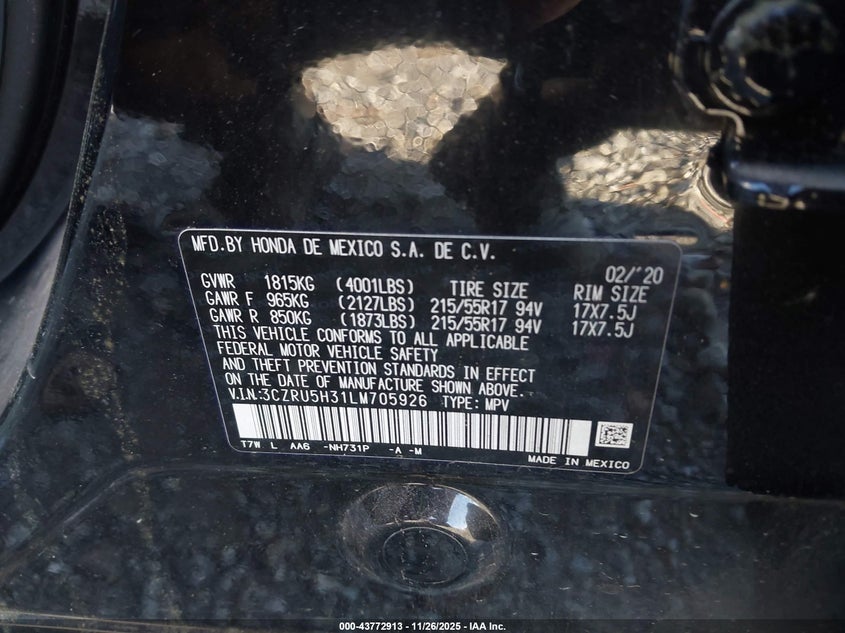 MFD.BY HONDA DE MEXICO S.A. DE C.V.
02/'20
GVWR 1815KG (4001LBS) TIRE SIZE RIM SIZE
GAWR F 965KG (2127LBS) 215/55R17 94V 17X7.5J
GAWR R 850KG (1873LBS) 215/55R17 94V 17X7.5J
THIS VEHICLE CONFORMS TO ALL APPLICABLE
FEDERAL MOTOR VEHICLE SAFETY
AND THEFT PREVENTION STANDARDS IN EFFECT
ON THE DATE OF MANUFACTURE SHOWN ABOVE.
V.I.N:3CZRU5H31LM705926 TYPE: MPV
T7W L AA6 -NH731P -A -M
MADE IN MEXICO
000-43772913 - 11/26/2025 - IAA Inc.